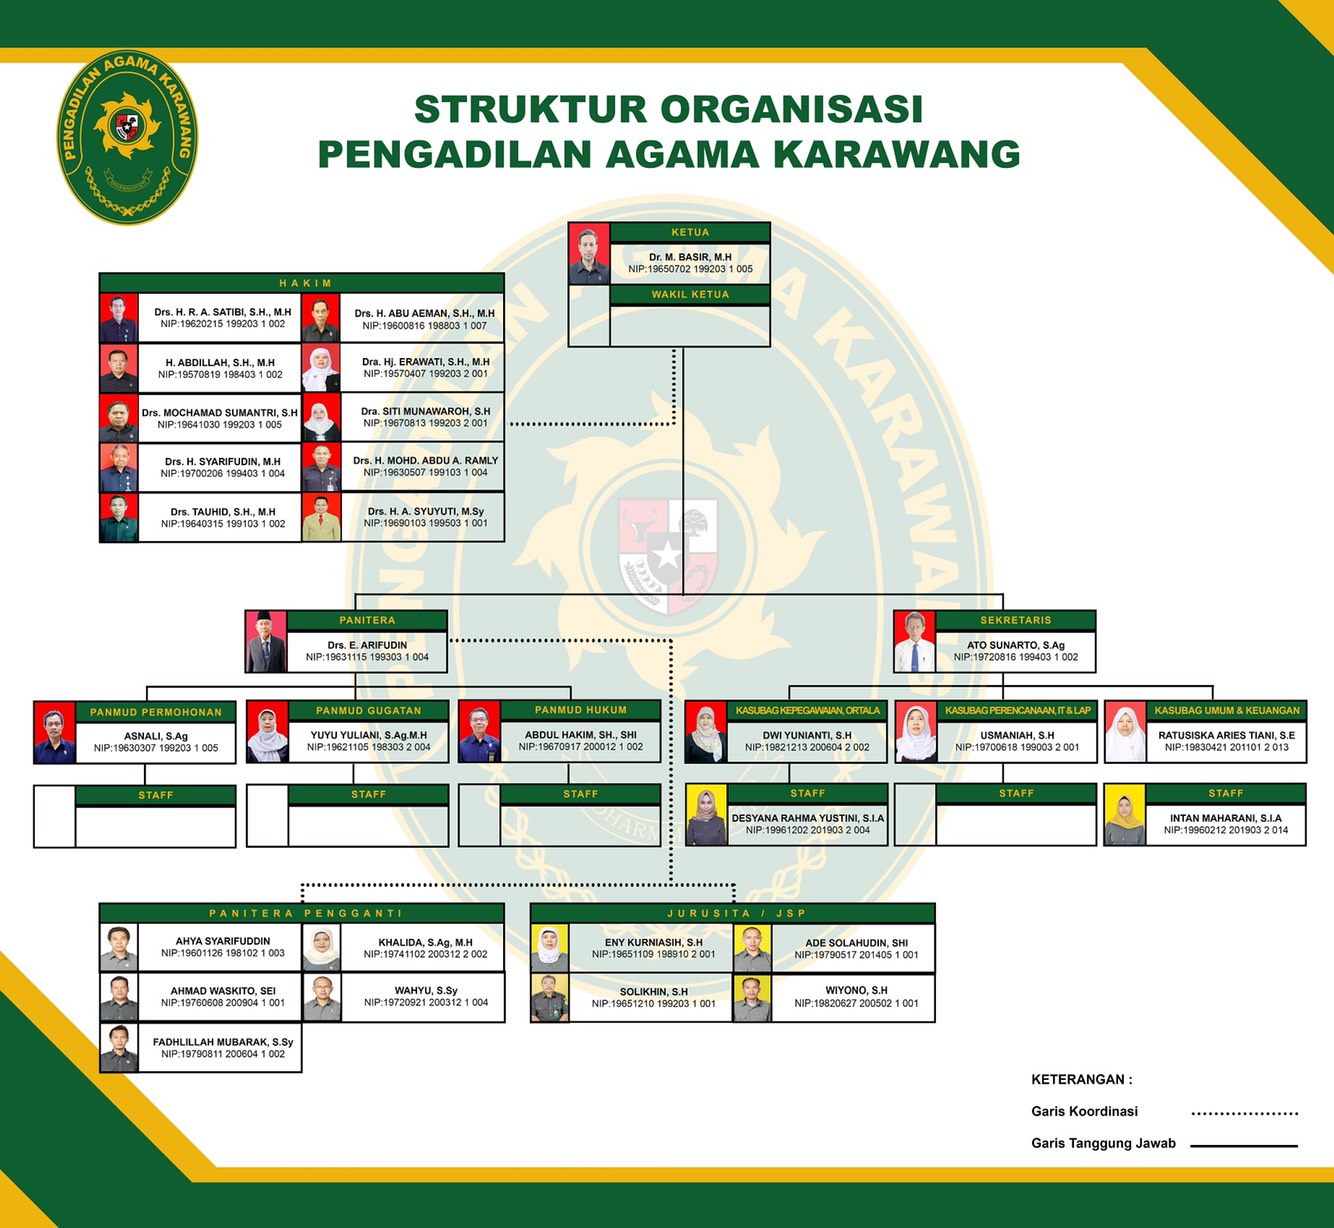 PENGADILAN AGAMA KARAWANG
STRUKTUR ORGANISASI
PENGADILAN AGAMA KARAWANG
KETUA
Dr. M. BASIR, M.H
NIP:19650702 199203 1 005
WAKIL KETUA
HAKIM
Drs. H. R. A. SATIBI, S.H., M.H
NIP:19620215 199203 1 002
Drs. H. ABU AEMAN, S.H., M.H
NIP:19600816 198803 1 007
H. ABDILLAH, S.H., M.H
NIP:19570819 198403 1 002
Dra. Hj. ERAWATI, S.H., M.H
NIP:19570407 199203 2 001
Drs. MOCHAMAD SUMANTRI, S.H
NIP:19641030 199203 1 005
Dra. SITI MUNAWAROH, S.H
NIP:19670813 199203 2 001
Drs. H. SYARIFUDIN, M.H
NIP:19700206 199403 1 004
Drs. H. MOHD. ABDU A. RAMLY
NIP:19630507 199103 1 004
Drs. TAUHID, S.H., M.H
NIP:19640315 199103 1 002
Drs. H. A. SYUYUTI, M.Sy
NIP:19690103 199503 1 001
PANITERA
Drs. E. ARIFUDIN
NIP:19631115 199303 1 004
SEKRETARIS
ATO SUNARTO, S.Ag
NIP:19720816 199403 1 002
PANMUD PERMOHONAN
ASNALI, S.Ag
NIP:19630307 199203 1 005
PANMUD GUGATAN
YUYU YULIANI, S.Ag.M.H
NIP:19621105 198303 2 004
PANMUD HUKUM
ABDUL HAKIM, SH., SHI
NIP:19670917 200012 1 002
KASUBAG KEPEGAWAIAN, ORTALA
DWI YUNIANTI, S.H
NIP:19821213 200604 2 002
KASUBAG PERENCANAAN, IT & LAP
USMANIAH, S.H
NIP:19700618 199003 2 001
KASUBAG UMUM & KEUANGAN
RATUSISKA ARIES TIANI, S.E
NIP:19830421 201101 2 013
STAFF
STAFF
STAFF
STAFF
DESYANA RAHMA YUSTINI, S.I.A
NIP:19961202 201903 2 004
STAFF
STAFF
INTAN MAHARANI, S.I.A
NIP:19960212 201903 2 014
PANITERA PENGGANTI
AHYA SYARIFUDDIN
NIP:19601126 198102 1 003
KHALIDA, S.Ag, M.H
NIP:19741102 200312 2 002
AHMAD WASKITO, SEI
NIP:19760608 200904 1 001
WAHYU, S.Sy
NIP:19720921 200312 1 004
FADHLILLAH MUBARAK, S.Sy
NIP:19790811 200604 1 002
JURUSITA / JSP
ENY KURNIASIH, S.H
NIP:19651109 198910 2 001
ADE SOLAHUDIN, SHI
NIP:19790517 201405 1 001
SOLIKHIN, S.H
NIP:19651210 199203 1 001
WIYONO, S.H
NIP:19820627 200502 1 001
KETERANGAN :
Garis Koordinasi
Garis Tanggung Jawab